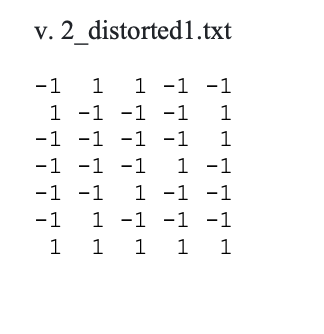 v. 2_distorted1.txt
-1 1 1 -1 -1
1 -1 -1 -1 1
-1 -1 -1 -1 1
-1 -1 -1 1 -1
-1 -1 1 -1 -1
-1 1 -1 -1 -1
1 1 1 1 1